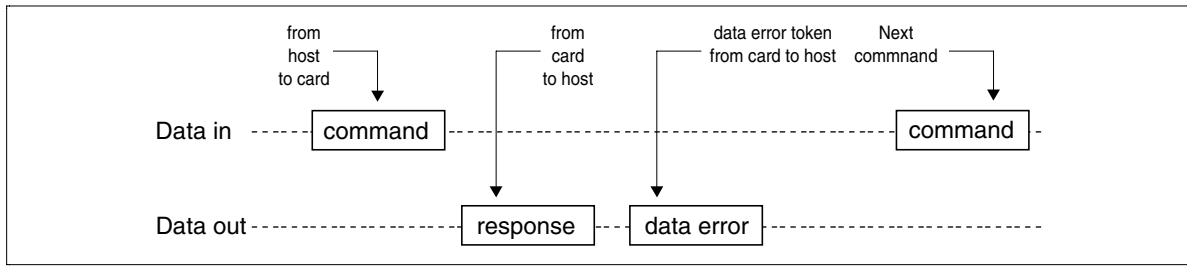 from
host
to card
from
card
to host
data error token
from card to host
Next
commnand
Data in
command
command
Data out
response
data error